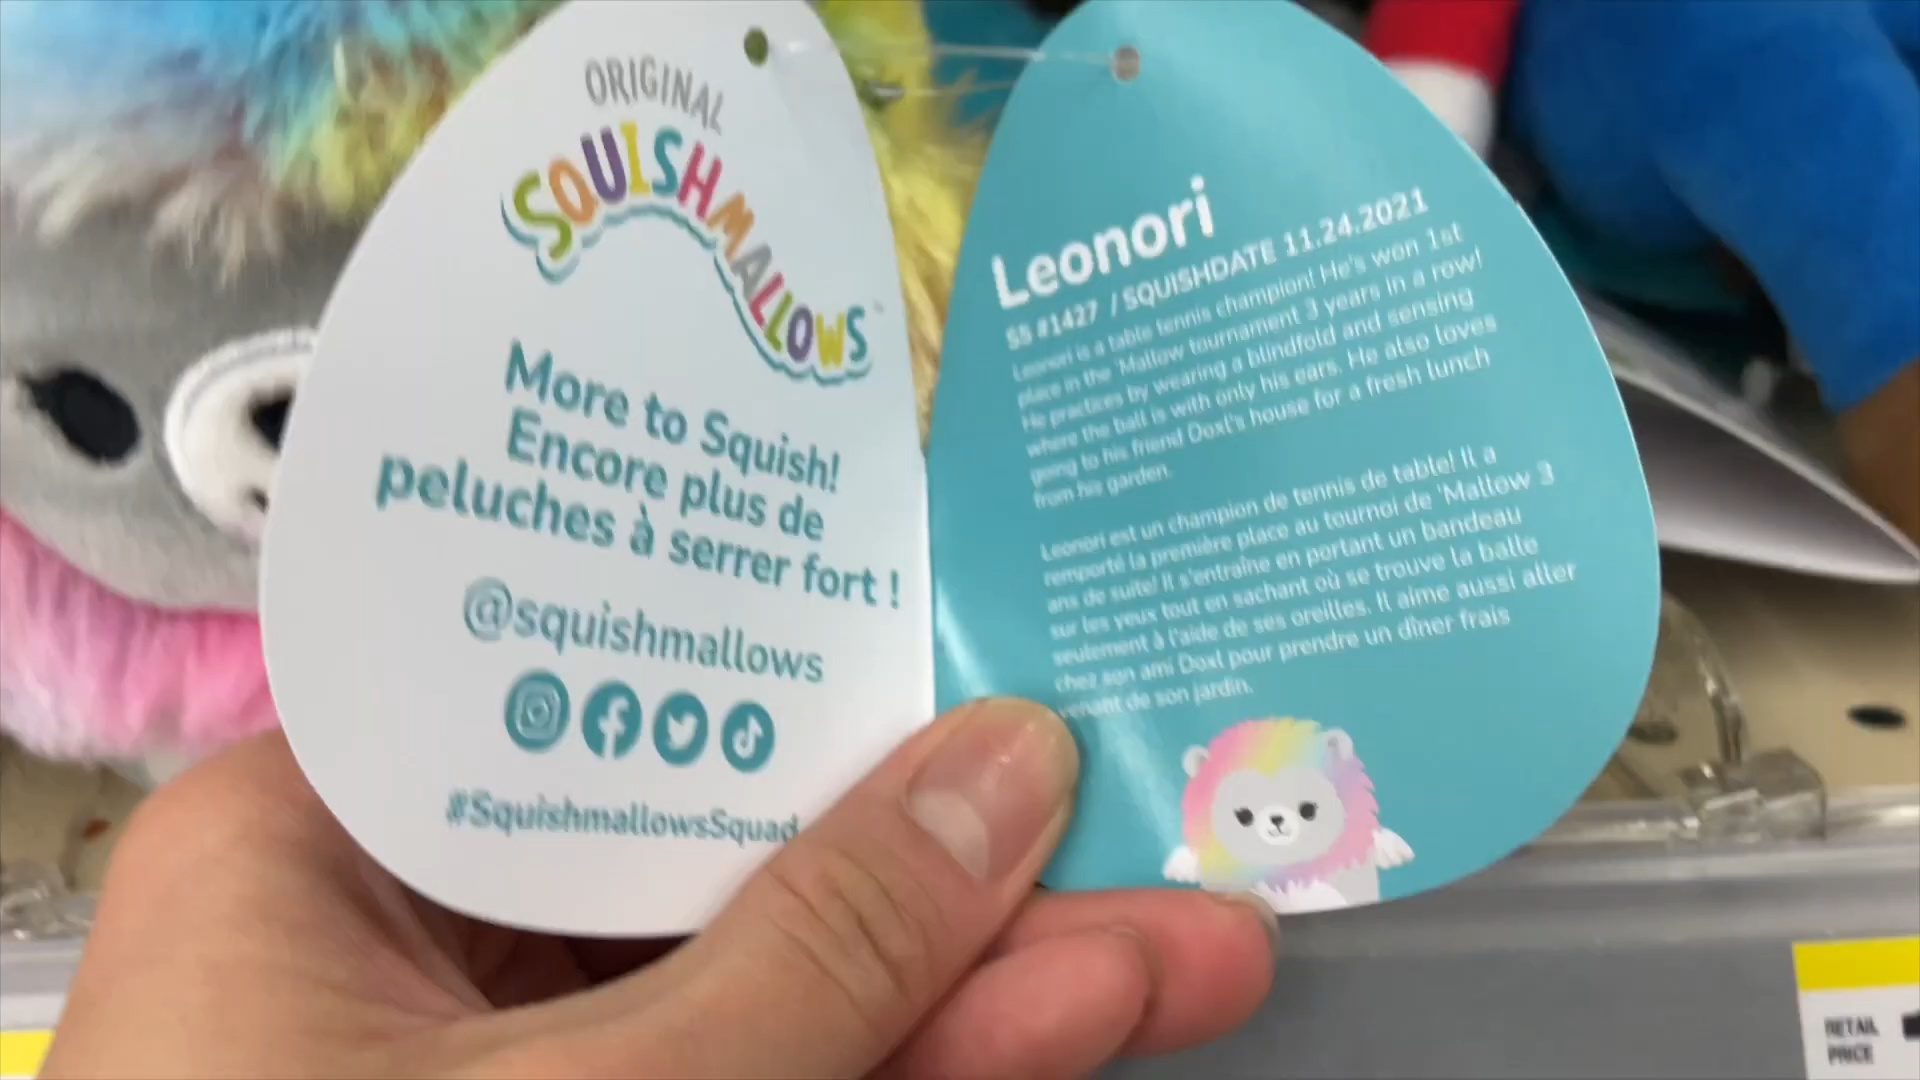 ORIGINAL
SQUISHMALLOWS
More to Squish!
Encore plus de
peluches à serrer fort !
@squishmallows
#SquishmallowsSquad
Leonori
SS #1427 / SQUISHDATE 11.24.2021
Leonori is a table tennis champion! He's won 1st
place in the 'Mallow tournament 3 years in a row!
He practices by wearing a blindfold and sensing
where the ball is with only his ears. He also loves
going to his friend Doxl's house for a fresh lunch
from his garden.
Leonori est un champion de tennis de table! Il a
remporté la première place au tournoi de 'Mallow 3
ans de suite! Il s'entraîne en portant un bandeau
sur les yeux tout en sachant où se trouve la balle
seulement à l'aide de ses oreilles. Il aime aussi aller
chez son ami Doxl pour prendre un dîner frais
venant de son jardin.
RETAIL
PRICE